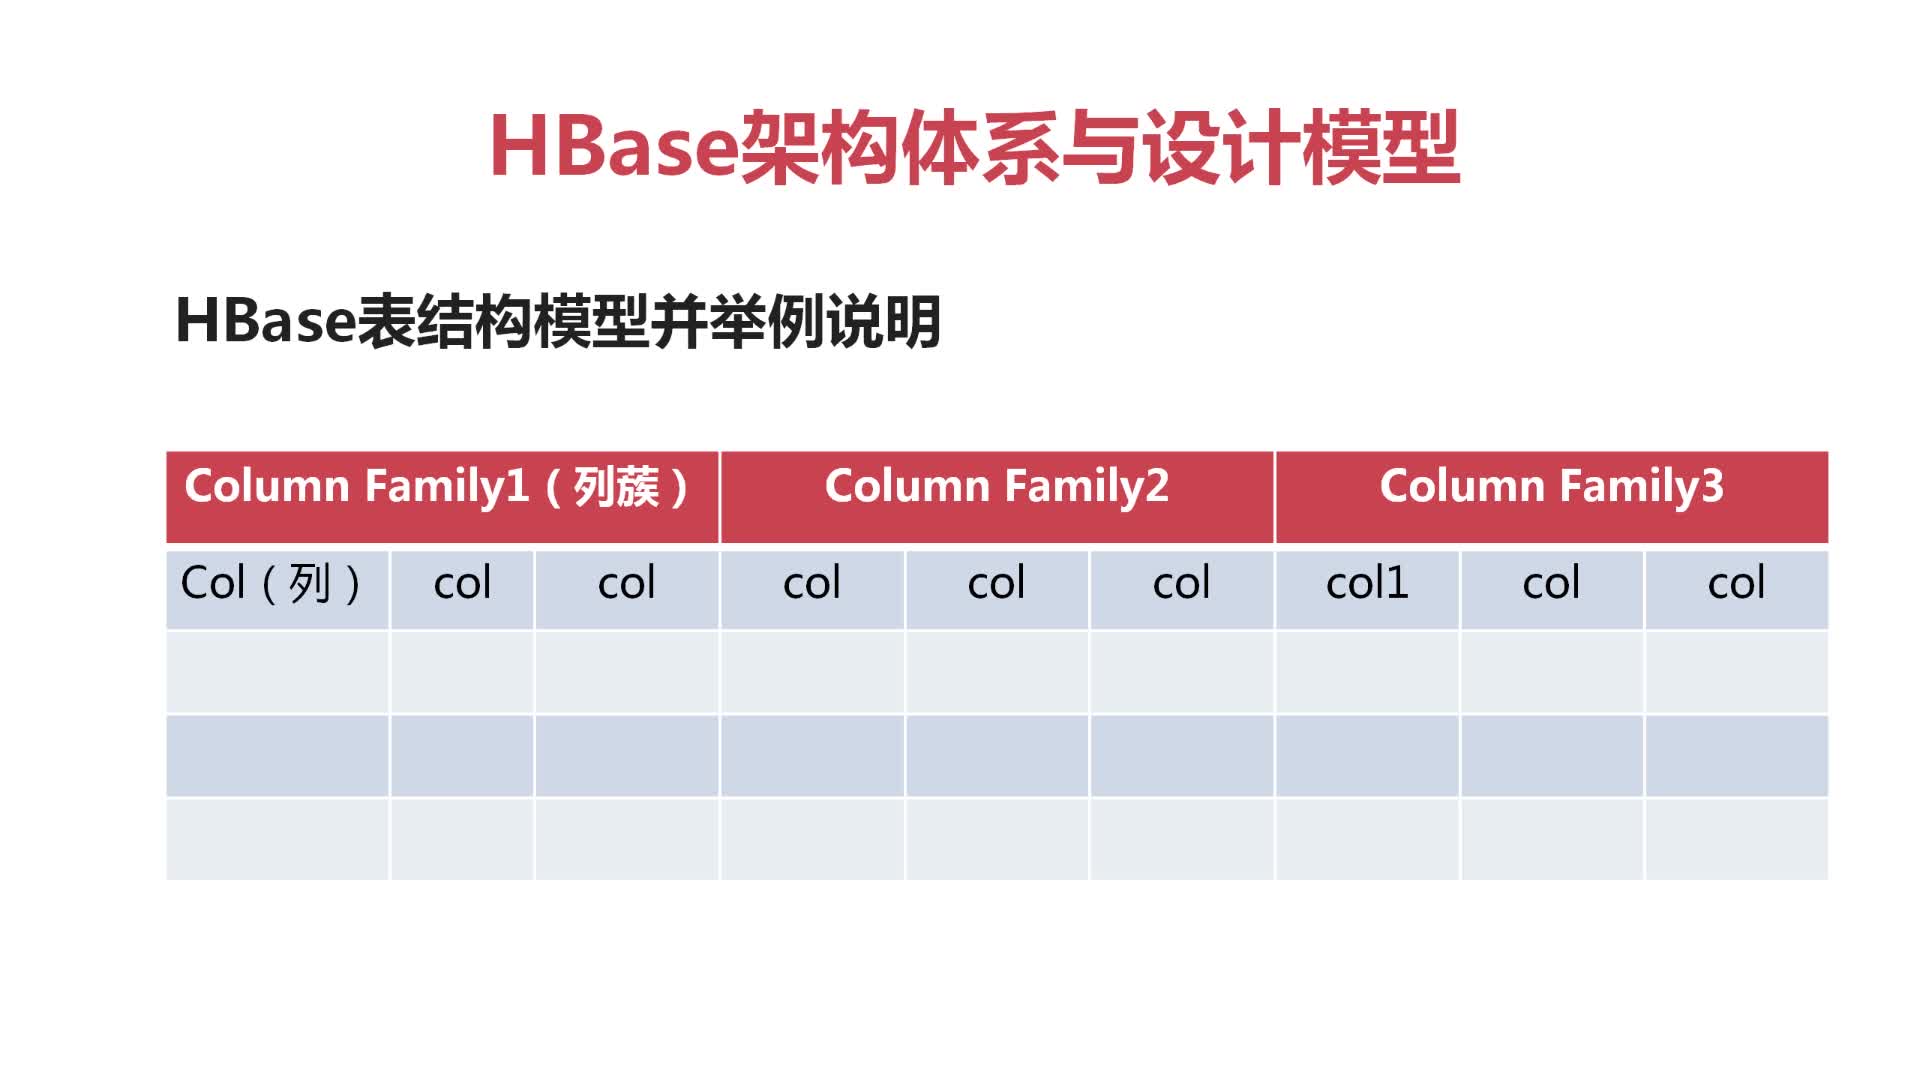 HBase架构体系与设计模型
HBase表结构模型并举例说明
Column Family1（列蔟） Column Family2 Column Family3
Col（列） col col col col col col1 col col